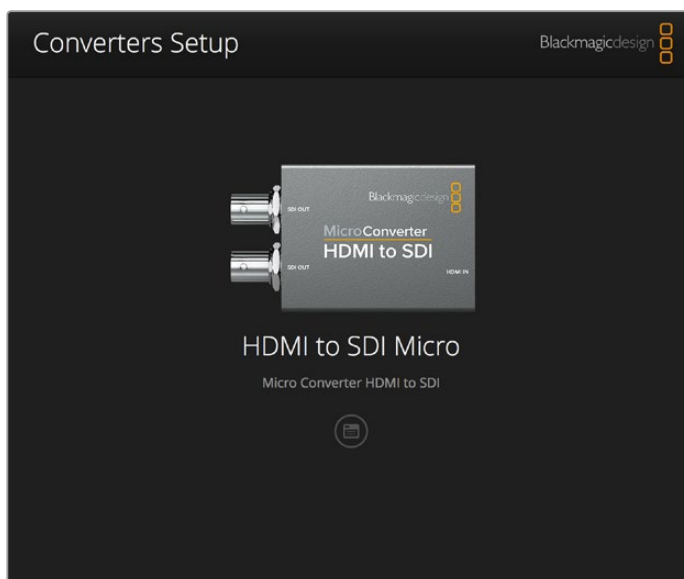 Converters Setup
Blackmagicdesign
Blackmagicdesign
SDI OUT
MicroConverter
HDMI to SDI
SDI OUT
HDMI IN
HDMI to SDI Micro
Micro Converter HDMI to SDI